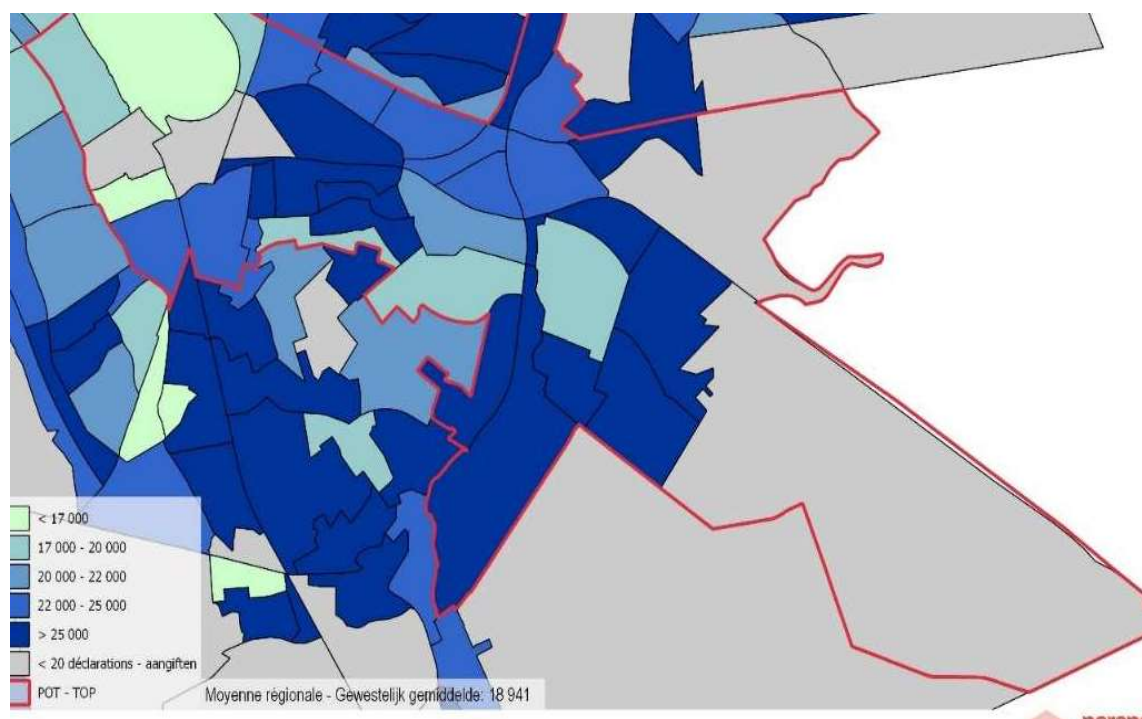 < 17 000
17 000 - 20 000
20 000 - 22 000
22 000 - 25 000
> 25 000
< 20 déclarations - aangiften
POT - TOP
Moyenne régionale - Gewestelijk gemiddelde: 18 941